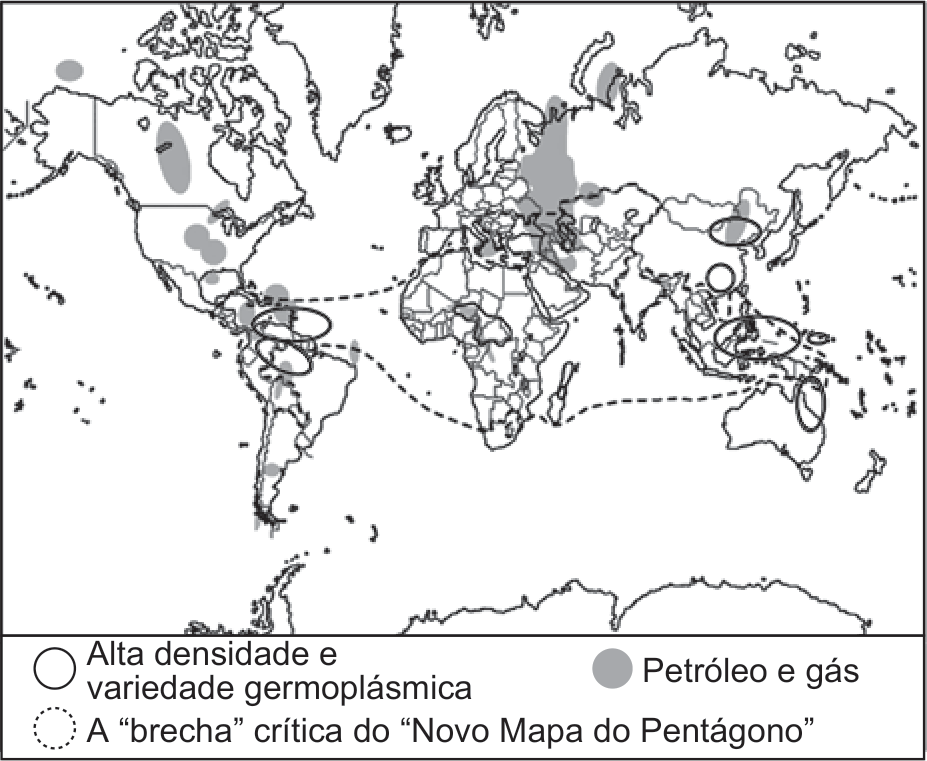 Alta densidade e
variedade germoplásmica
Petróleo e gás
A “brecha” crítica do “Novo Mapa do Pentágono”